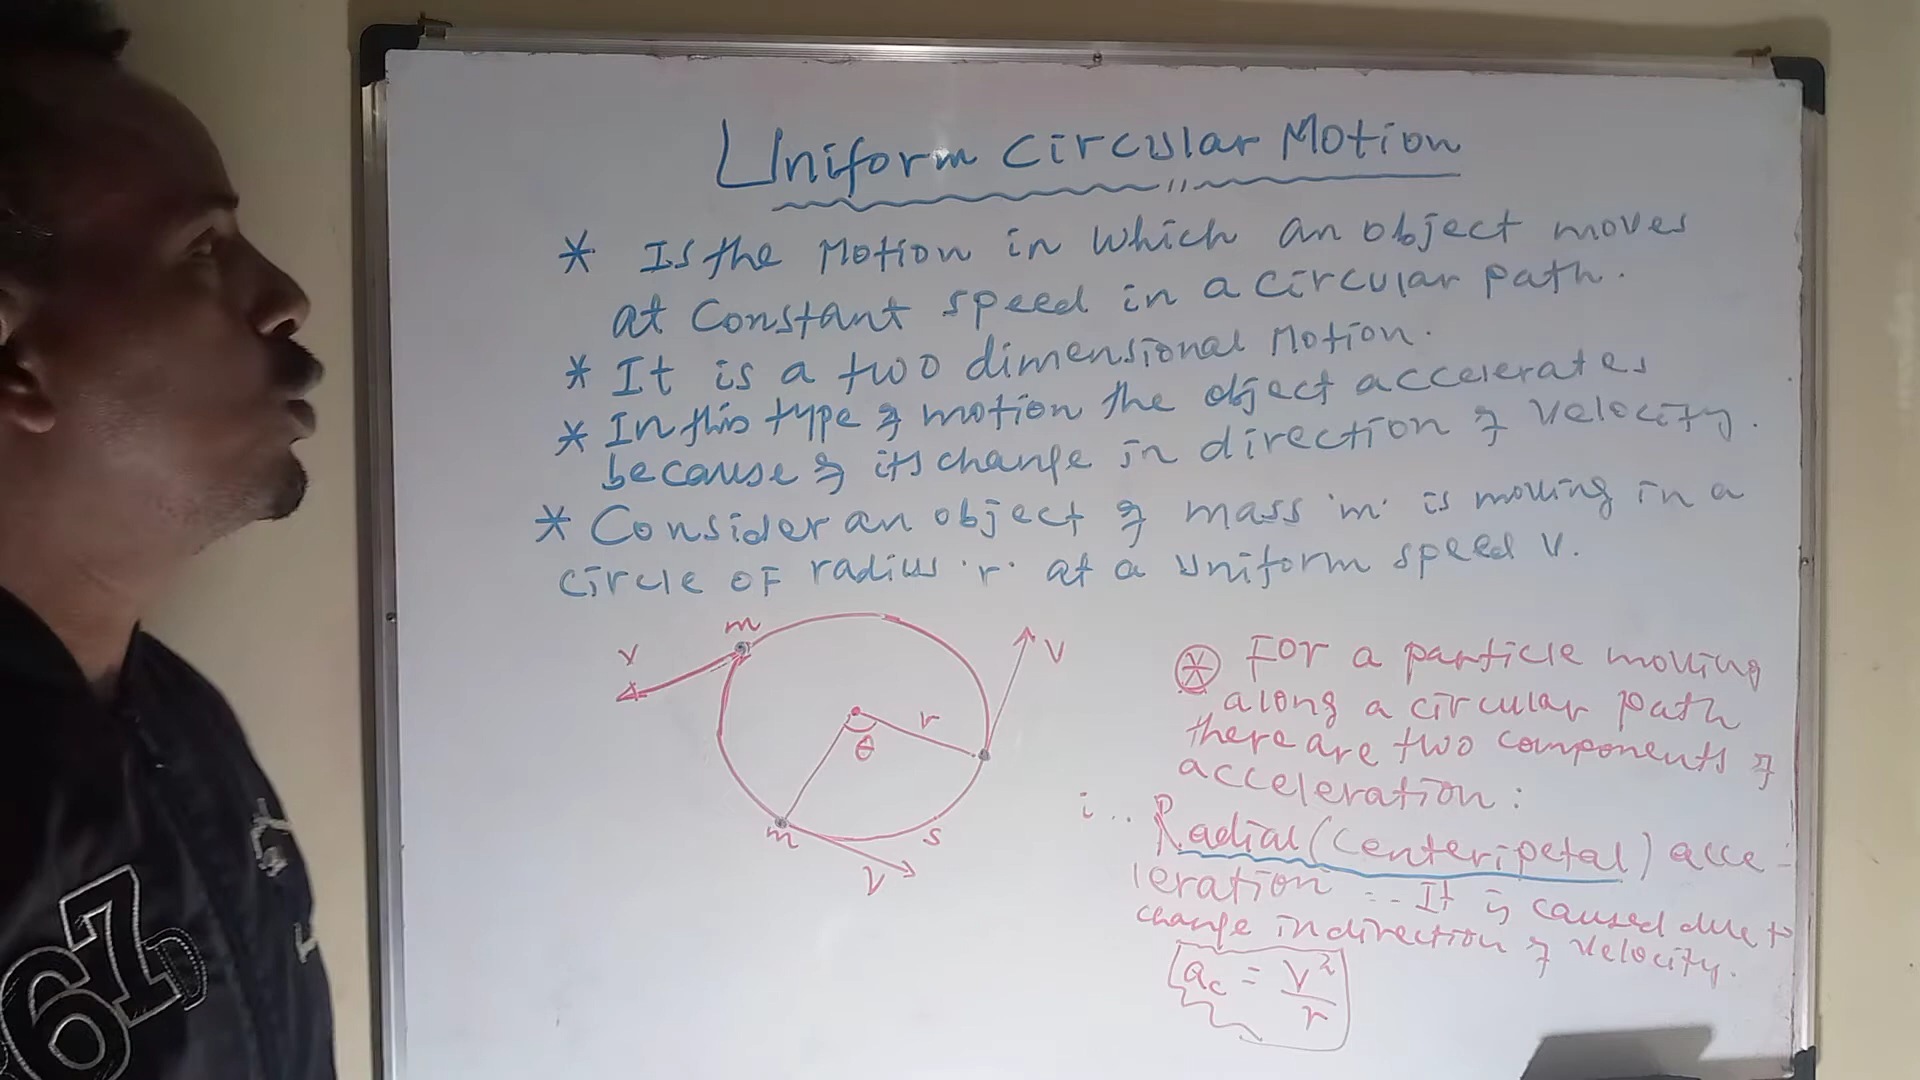 Uniform Circular Motion
* Is the Motion in which an object moves
at constant speed in a circular path.
* It is a two dimensional Motion.
* In this type of motion the object accelerates
because of its change in direction of velocity.
* Consider an object of mass 'm' is moving in a
circle of radius 'r' at a uniform speed v.
m
v
v
r
θ
m
s
v
* For a particle moving
along a circular path
there are two components of
acceleration:
i... Radial (Centeripetal) acce-
leration -- It is caused due to
change in direction of velocity.
ac = v²/r
67